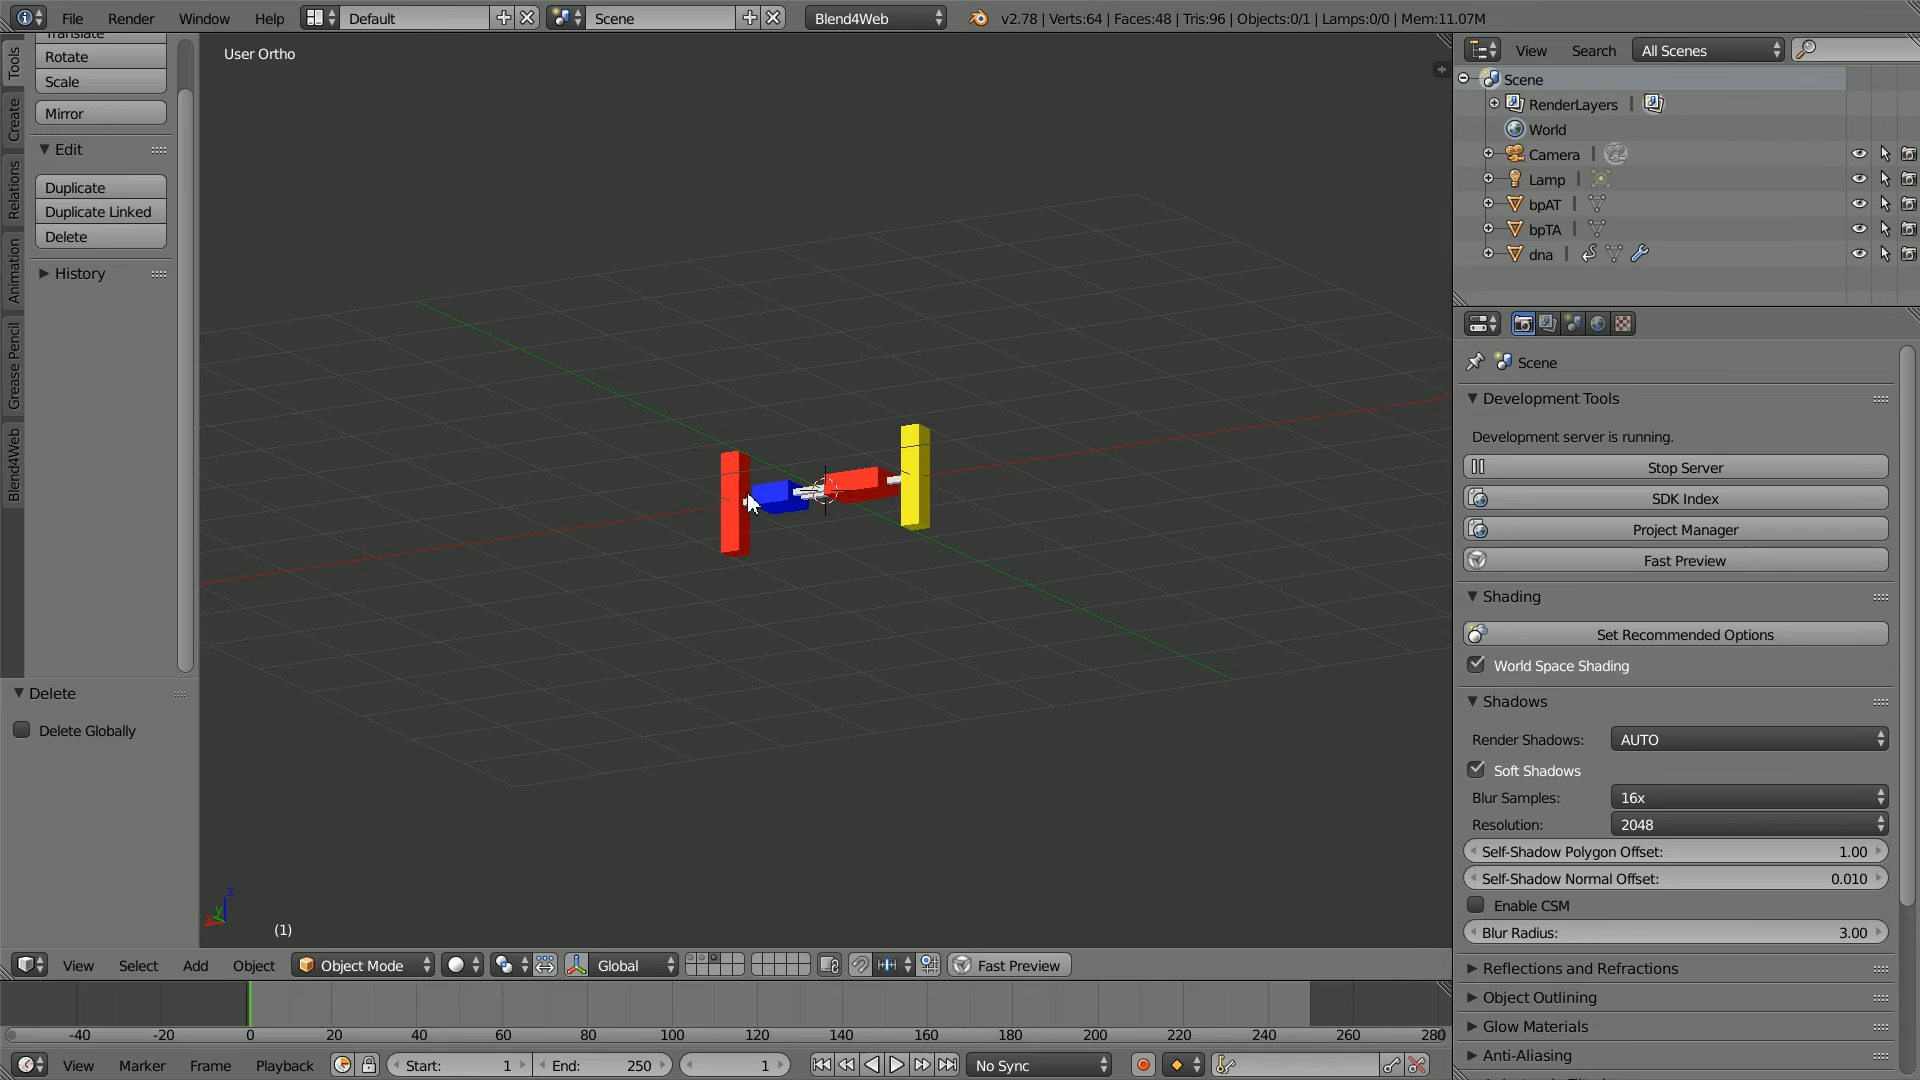 File Render Window Help Default Scene Blend4Web v2.78 | Verts:64 | Faces:48 | Tris:96 | Objects:0/1 | Lamps:0/0 | Mem:11.07M
Translate
Rotate
Scale
Mirror
Edit
Duplicate
Duplicate Linked
Delete
History
Tools
Create
Relations
Animation
Grease Pencil
Blend4Web
Delete
Delete Globally
User Ortho
z
y
x
(1)
View Search All Scenes
Scene
RenderLayers |
World
Camera |
Lamp |
bpAT |
bpTA |
dna |
Scene
Development Tools
Development server is running.
Stop Server
SDK Index
Project Manager
Fast Preview
Shading
Set Recommended Options
World Space Shading
Shadows
Render Shadows: AUTO
Soft Shadows
Blur Samples: 16x
Resolution: 2048
Self-Shadow Polygon Offset: 1.00
Self-Shadow Normal Offset: 0.010
Enable CSM
Blur Radius: 3.00
Reflections and Refractions
Object Outlining
Glow Materials
Anti-Aliasing
View Select Add Object Object Mode Global Fast Preview
-40 -20 0 20 40 60 80 100 120 140 160 180 200 220 240 260 280
View Marker Frame Playback Start: 1 End: 250 1 No Sync